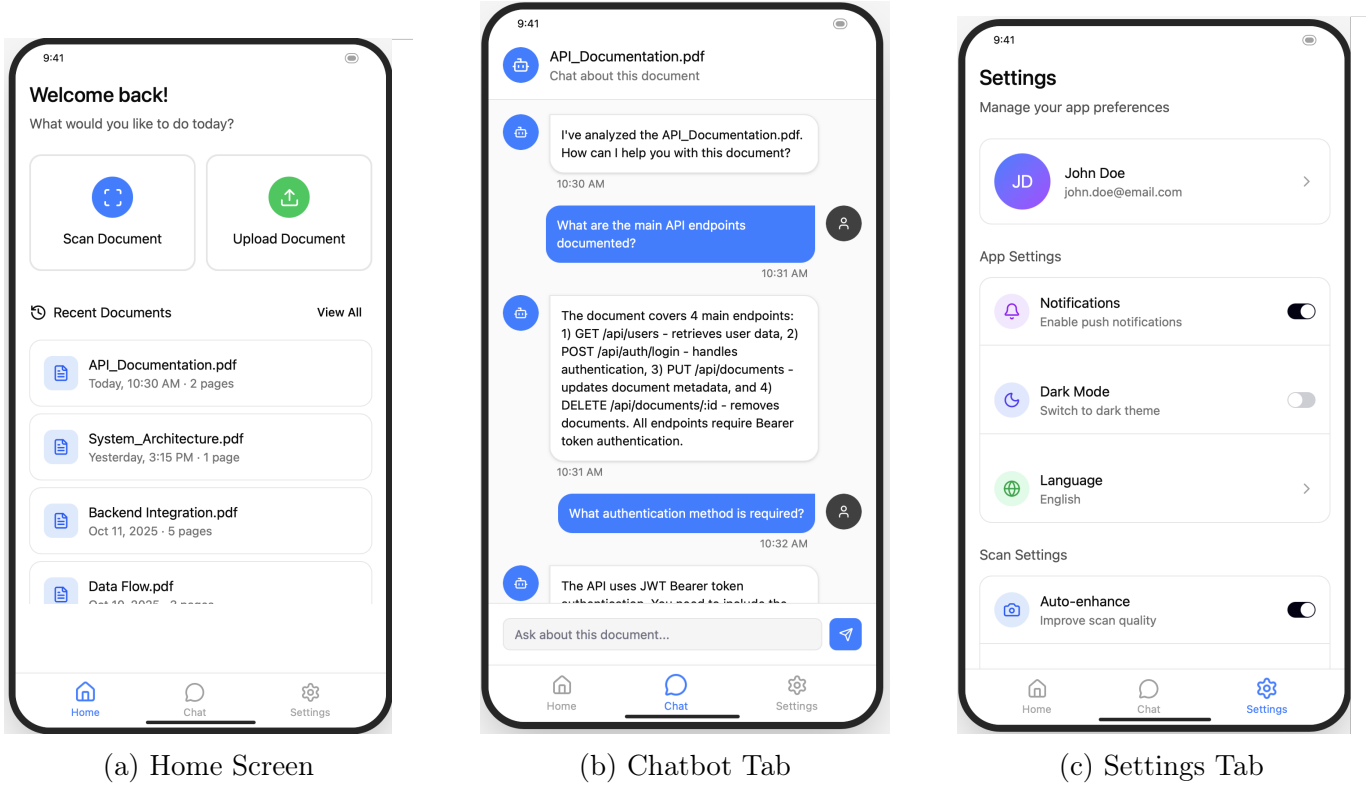 9:41
Welcome back!
What would you like to do today?
Scan Document
Upload Document
Recent Documents
View All
API_Documentation.pdf
Today, 10:30 AM · 2 pages
System_Architecture.pdf
Yesterday, 3:15 PM · 1 page
Backend Integration.pdf
Oct 11, 2025 · 5 pages
Data Flow.pdf
Home
Chat
Settings
(a) Home Screen
9:41
API_Documentation.pdf
Chat about this document
I've analyzed the API_Documentation.pdf.
How can I help you with this document?
10:30 AM
What are the main API endpoints
documented?
10:31 AM
The document covers 4 main endpoints:
1) GET /api/users - retrieves user data, 2)
POST /api/auth/login - handles
authentication, 3) PUT /api/documents -
updates document metadata, and 4)
DELETE /api/documents/:id - removes
documents. All endpoints require Bearer
token authentication.
10:31 AM
What authentication method is required?
10:32 AM
The API uses JWT Bearer token
authentication. You need to include the
Ask about this document...
Home
Chat
Settings
(b) Chatbot Tab
9:41
Settings
Manage your app preferences
JD
John Doe
john.doe@email.com
App Settings
Notifications
Enable push notifications
Dark Mode
Switch to dark theme
Language
English
Scan Settings
Auto-enhance
Improve scan quality
Home
Chat
Settings
(c) Settings Tab